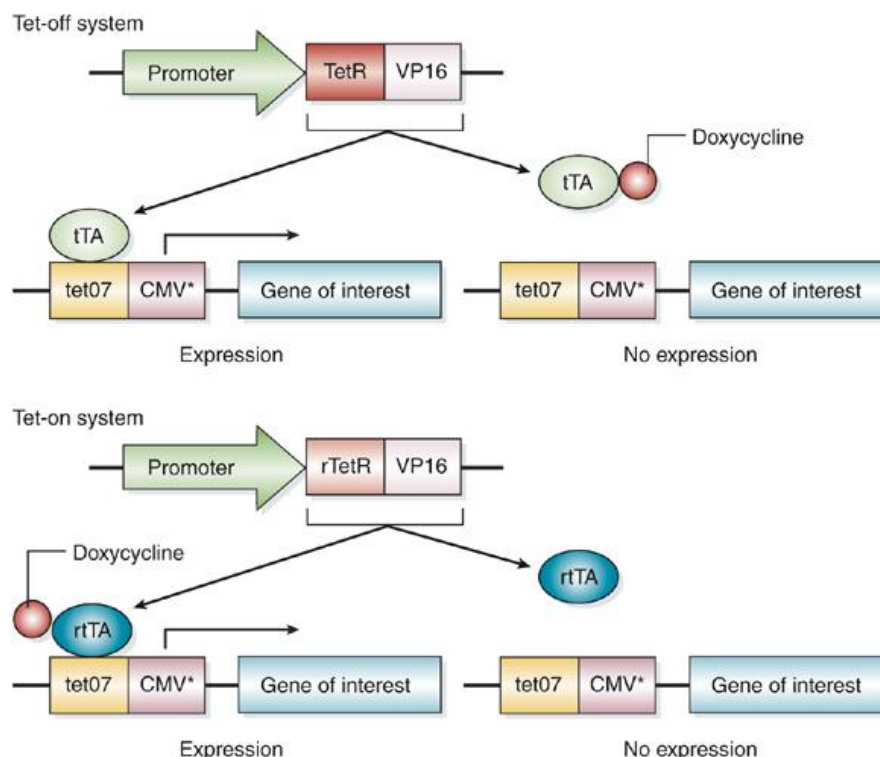 Tet-off system
Promoter TetR VP16
Doxycycline
tTA
tTA
tet07 CMV* Gene of interest tet07 CMV* Gene of interest
Expression No expression
Tet-on system
Promoter rTetR VP16
Doxycycline
rtTA
rtTA
tet07 CMV* Gene of interest tet07 CMV* Gene of interest
Expression No expression